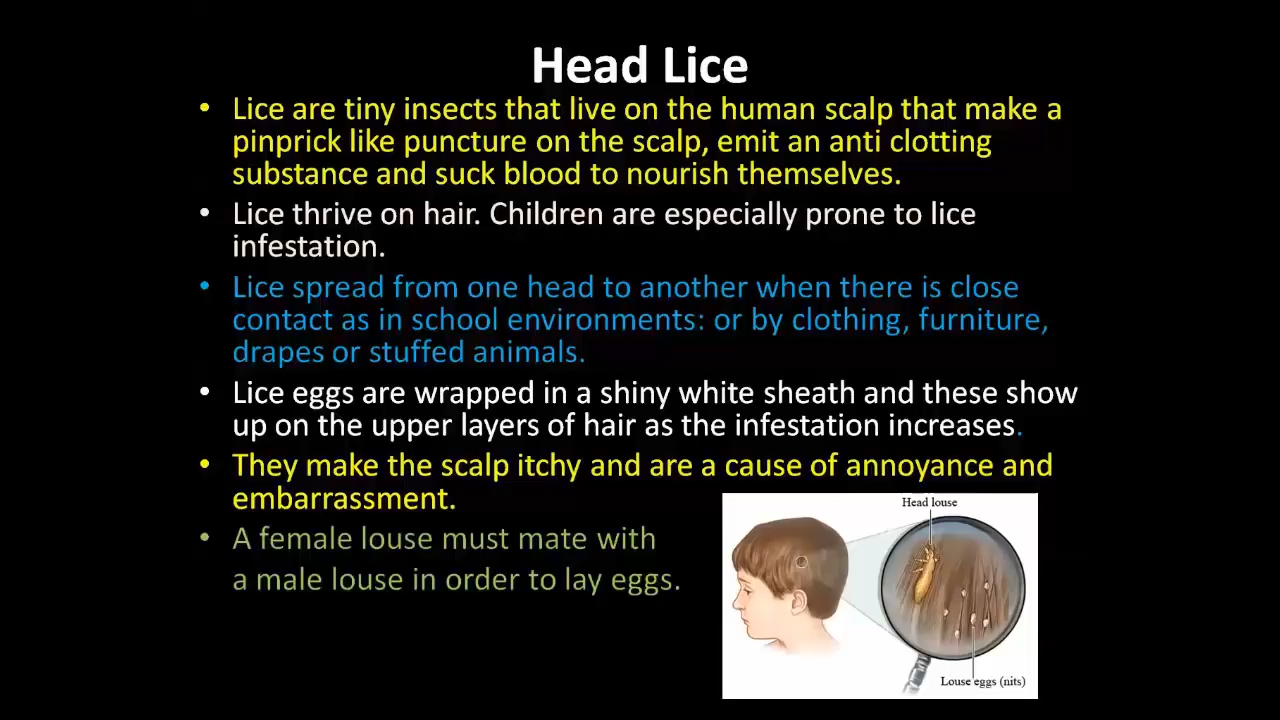 Head Lice
• Lice are tiny insects that live on the human scalp that make a
pinprick like puncture on the scalp, emit an anti clotting
substance and suck blood to nourish themselves.
• Lice thrive on hair. Children are especially prone to lice
infestation.
• Lice spread from one head to another when there is close
contact as in school environments: or by clothing, furniture,
drapes or stuffed animals.
• Lice eggs are wrapped in a shiny white sheath and these show
up on the upper layers of hair as the infestation increases.
• They make the scalp itchy and are a cause of annoyance and
embarrassment.
• A female louse must mate with
a male louse in order to lay eggs.
Head louse
Louse eggs (nits)